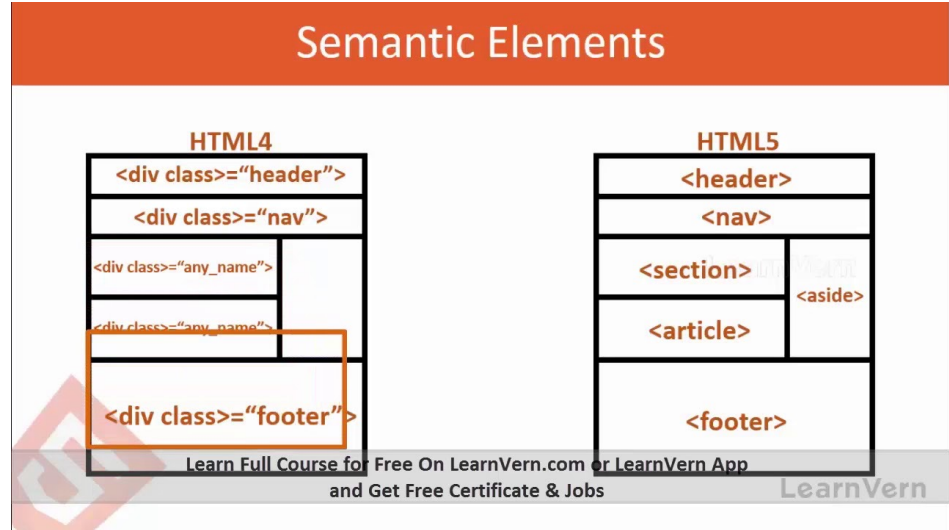 Semantic Elements
HTML4
<div class>=“header”>
<div class>=“nav”>
<div class>=“any_name”>
<div class>=“any_name”>
<div class>=“footer”>
HTML5
<header>
<nav>
<section>
<aside>
<article>
<footer>
Learn Full Course for Free On LearnVern.com or LearnVern App
and Get Free Certificate & Jobs
LearnVern